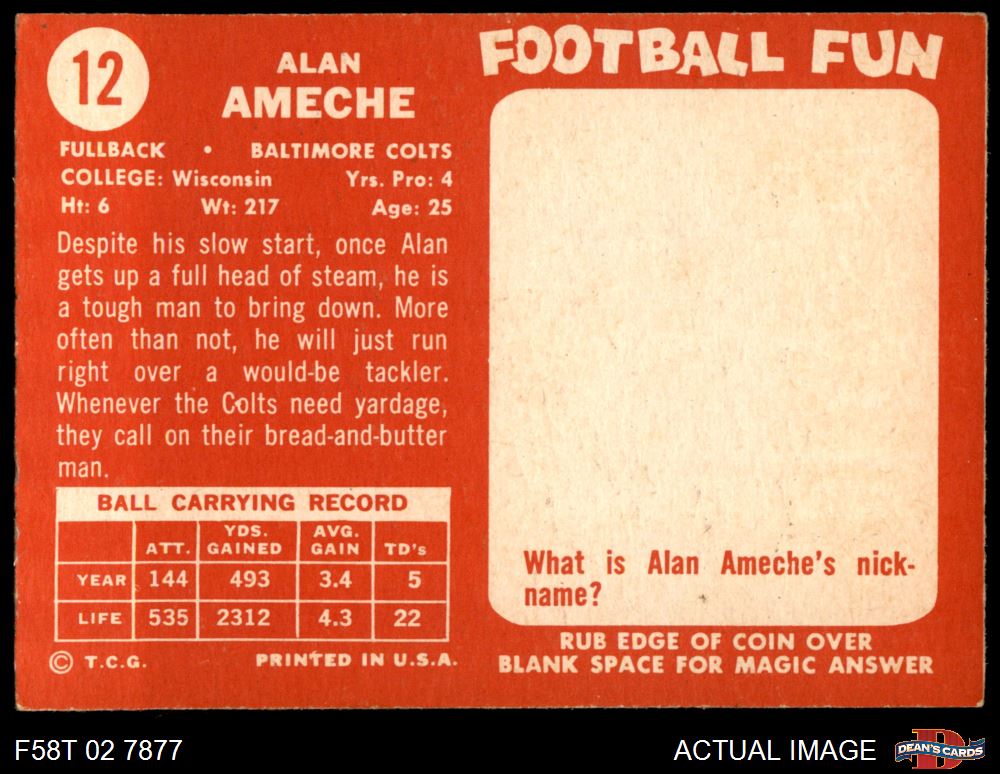 12
ALAN
AMECHE
FULLBACK • BALTIMORE COLTS
COLLEGE: Wisconsin Yrs. Pro: 4
Ht: 6 Wt: 217 Age: 25
Despite his slow start, once Alan
gets up a full head of steam, he is
a tough man to bring down. More
often than not, he will just run
right over a would-be tackler.
Whenever the Colts need yardage,
they call on their bread-and-butter
man.
BALL CARRYING RECORD
ATT. YDS. GAINED AVG. GAIN TD's
YEAR 144 493 3.4 5
LIFE 535 2312 4.3 22
© T.C.G. PRINTED IN U.S.A.
FOOTBALL FUN
What is Alan Ameche's nick-
name?
RUB EDGE OF COIN OVER
BLANK SPACE FOR MAGIC ANSWER
F58T 02 7877
ACTUAL IMAGE
DEAN'S CARDS